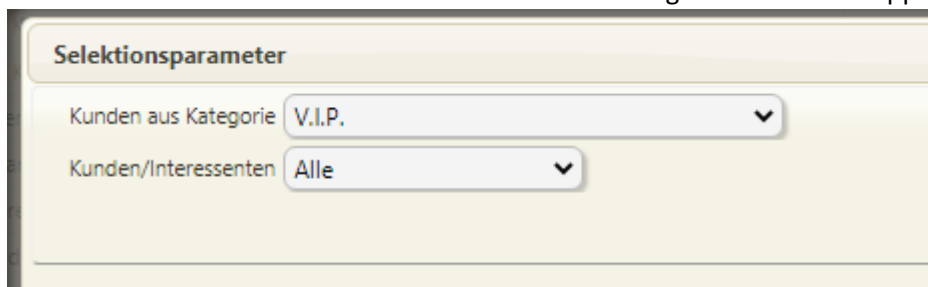 Selektionsparameter
Kunden aus Kategorie V.I.P.
Kunden/Interessenten Alle